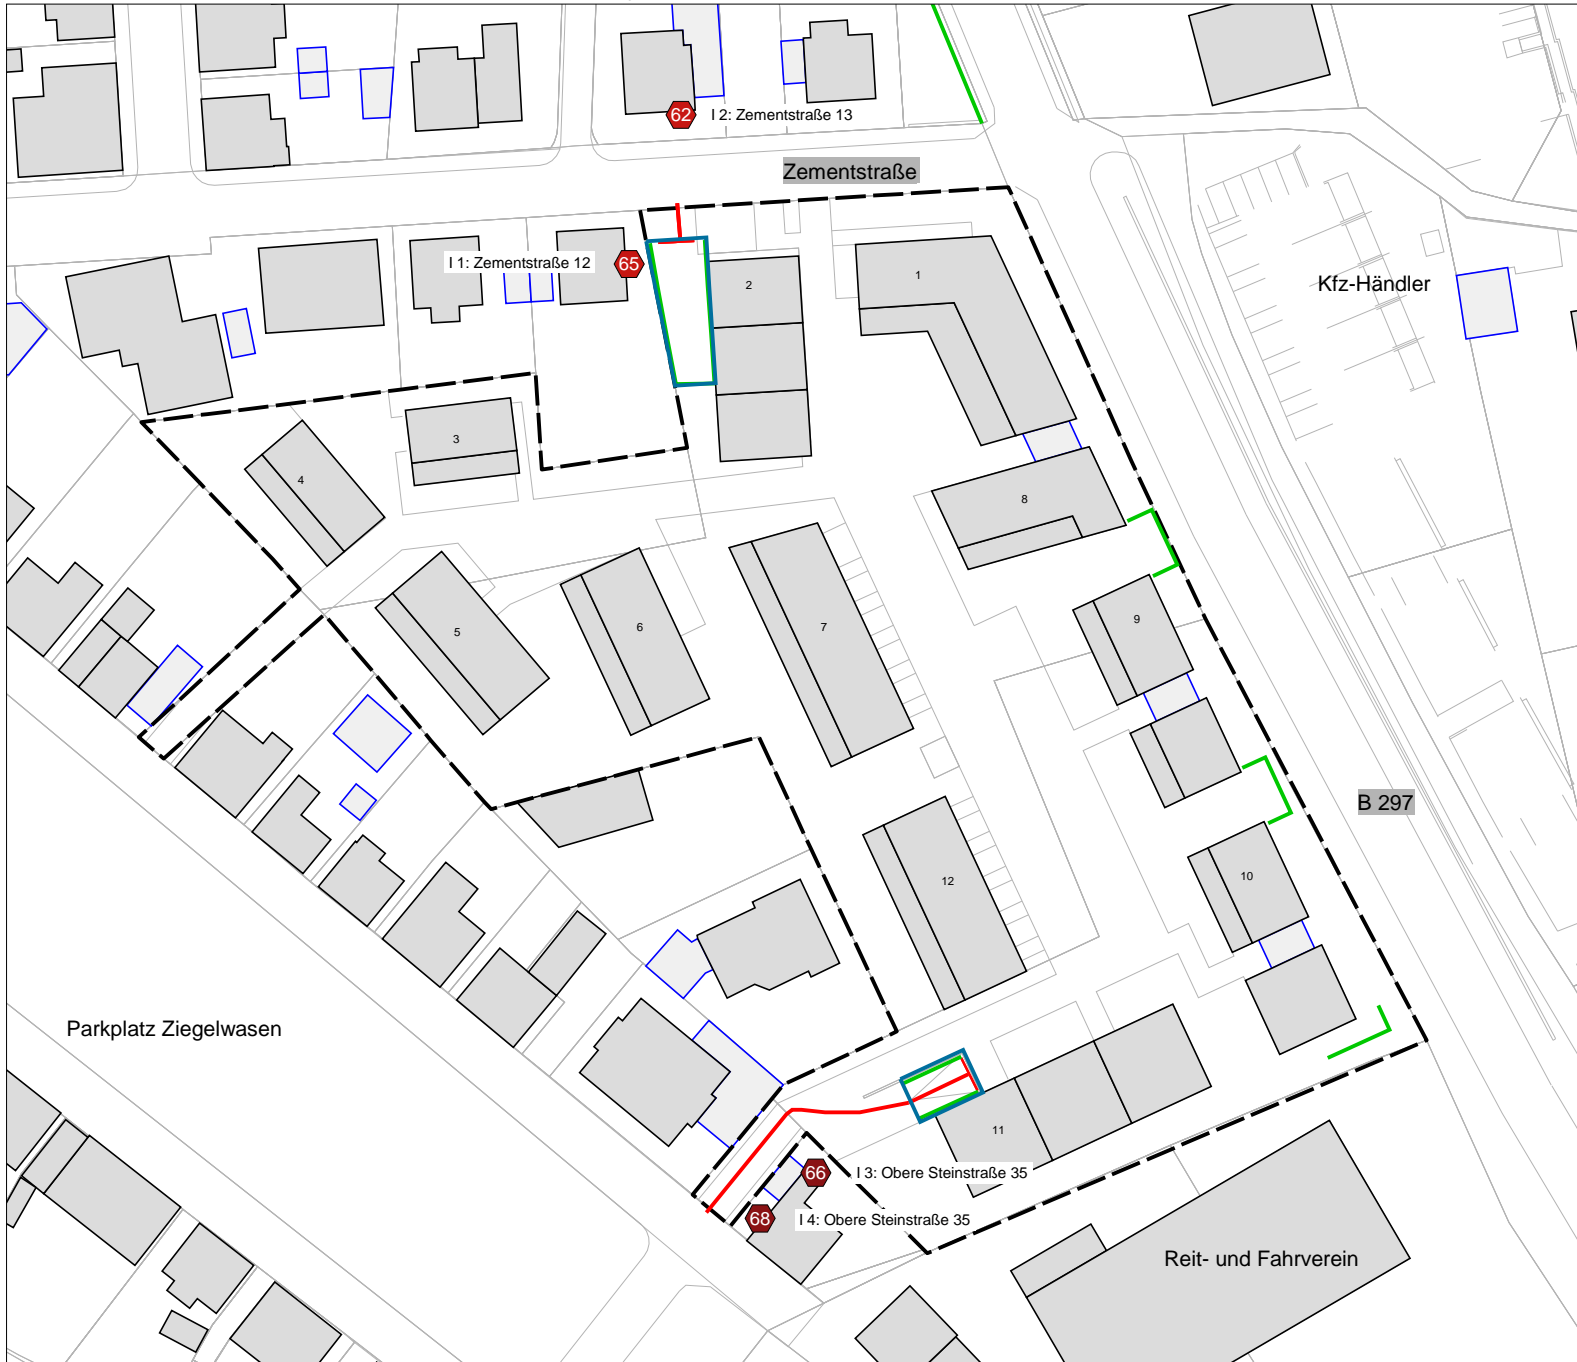 62 I 2: Zementstraße 13
Zementstraße
I 1: Zementstraße 12 65
2
1
Kfz-Händler
3
4
8
5
6
7
9
B 297
10
12
Parkplatz Ziegelwasen
11
66 I 3: Obere Steinstraße 35
68 I 4: Obere Steinstraße 35
Reit- und Fahrverein